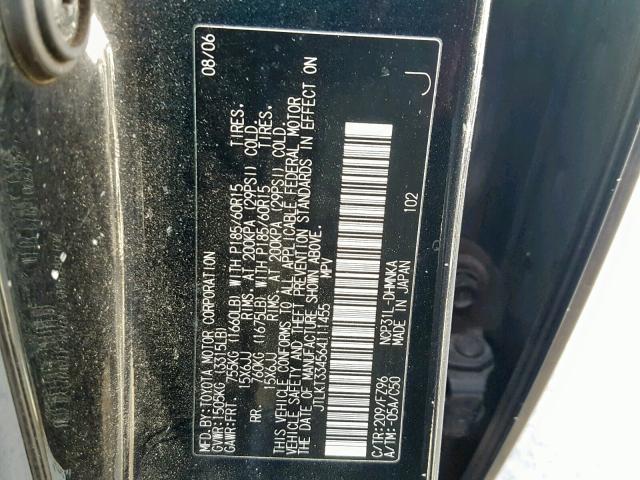 MFD.BY:TOYOTA MOTOR CORPORATION 08/06
GVWR:1505KG (3315LB)
GAWR:FRT. 755KG (1660LB) WITH P185/60R15 TIRES,
15X6JJ RIMS, AT 200KPA (29PSI) COLD.
RR. 760KG (1675LB) WITH P185/60R15 TIRES,
15X6JJ RIMS, AT 200KPA (29PSI) COLD.
THIS VEHICLE CONFORMS TO ALL APPLICABLE FEDERAL MOTOR
VEHICLE SAFETY AND THEFT PREVENTION STANDARDS IN EFFECT ON
THE DATE OF MANUFACTURE SHOWN ABOVE.
JTLKT334564111455 MPV
C/TR:209/FZ96 NCP31L-DHMNKA 102
A/TM:-05A/C50 MADE IN JAPAN
J